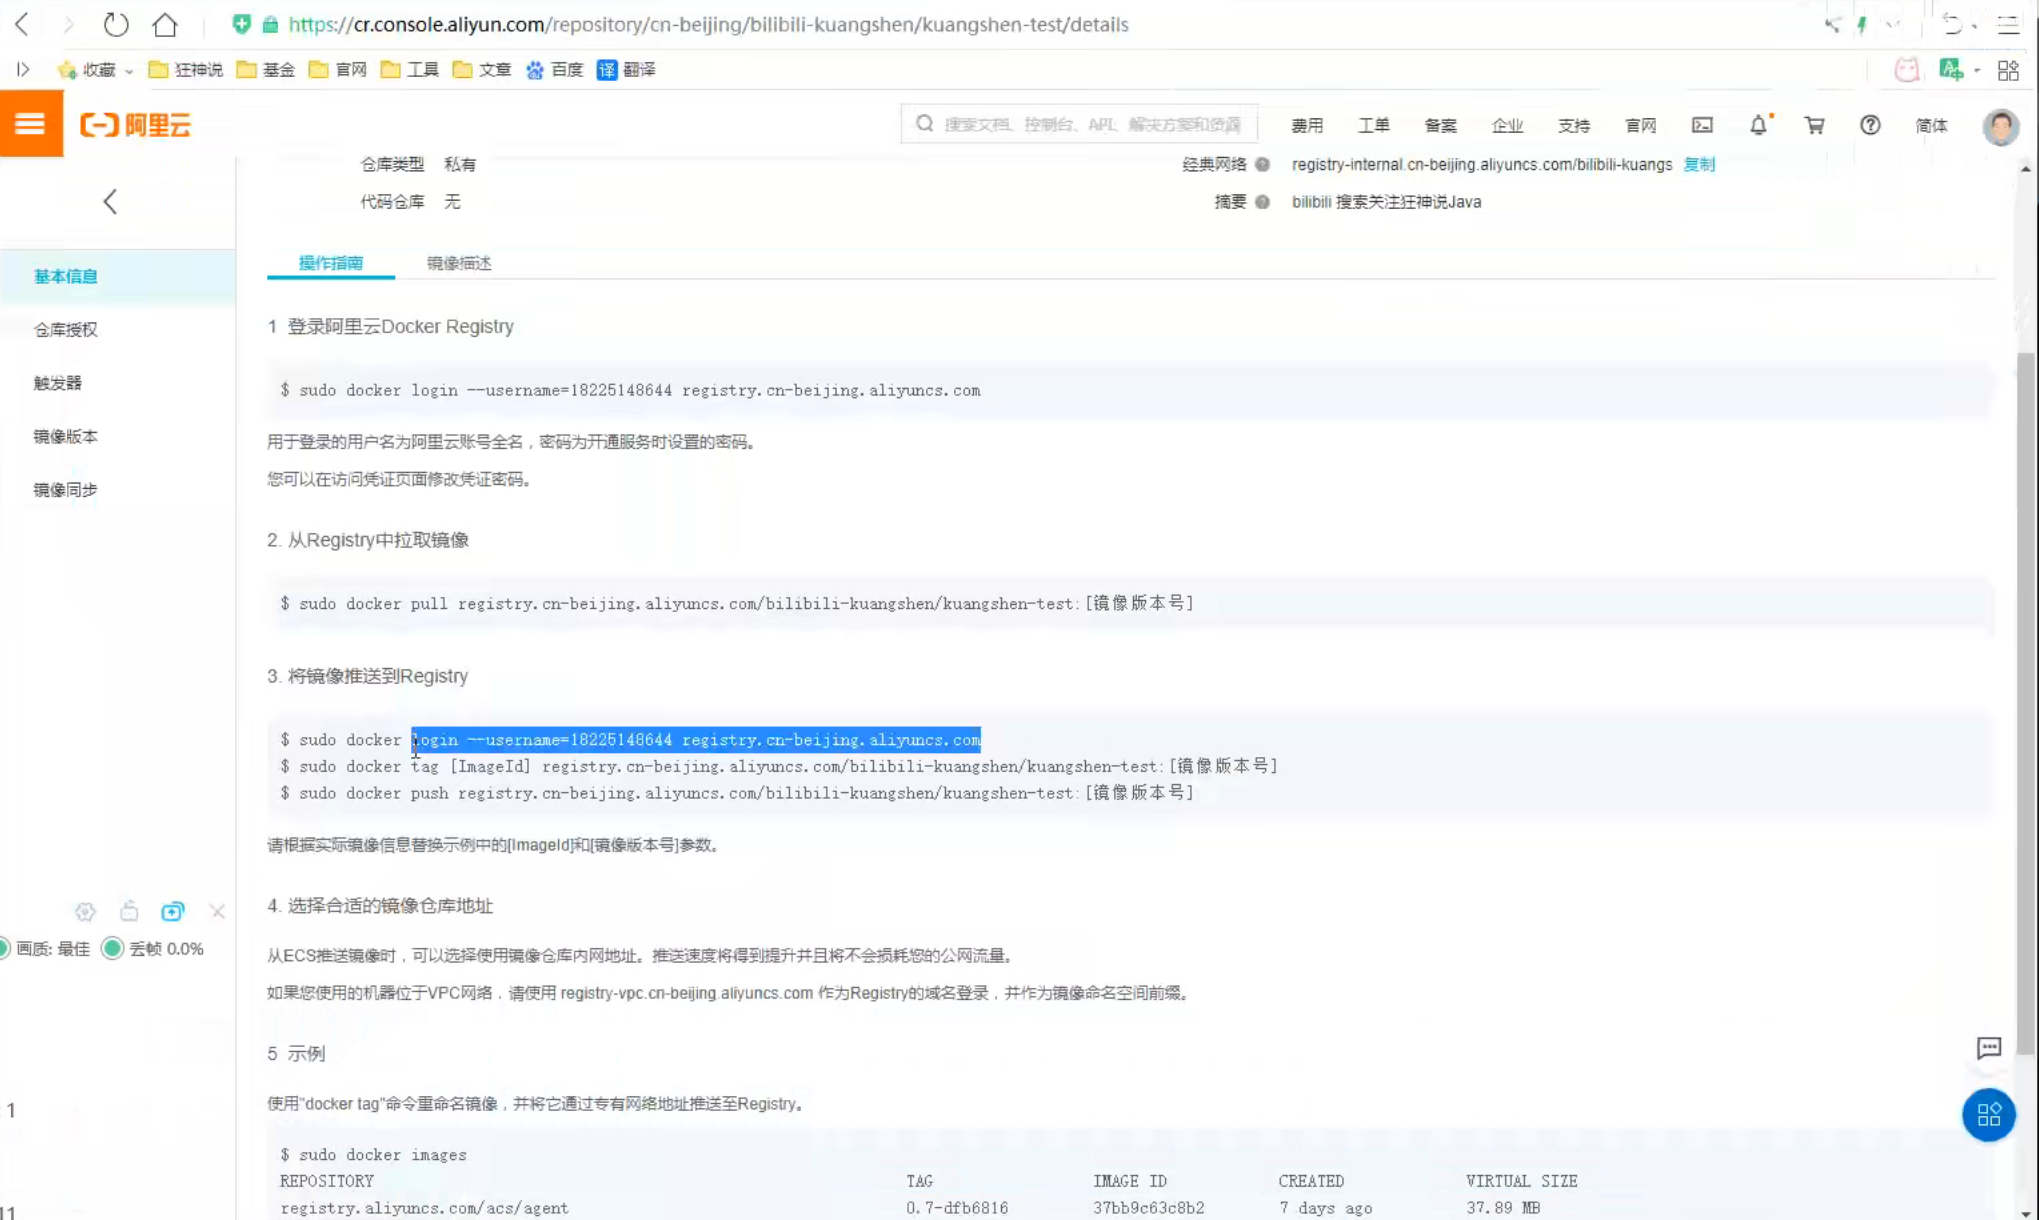 https://cr.console.aliyun.com/repository/cn-beijing/bilibili-kuangshen/kuangshen-test/details
收藏 狂神说 基金 官网 工具 文章 百度 译 翻译
阿里云 搜索文档、控制台、API、解决方案和资源 费用 工单 备案 企业 支持 官网 简体
仓库类型 私有 经典网络 registry-internal.cn-beijing.aliyuncs.com/bilibili-kuangs 复制
代码仓库 无 摘要 bilibili 搜索关注狂神说Java
操作指南 镜像描述
基本信息
仓库授权
触发器
镜像版本
镜像同步
1 登录阿里云Docker Registry
$ sudo docker login --username=18225148644 registry.cn-beijing.aliyuncs.com
用于登录的用户名为阿里云账号全名，密码为开通服务时设置的密码。
您可以在访问凭证页面修改凭证密码。
2. 从Registry中拉取镜像
$ sudo docker pull registry.cn-beijing.aliyuncs.com/bilibili-kuangshen/kuangshen-test:[镜像版本号]
3. 将镜像推送到Registry
$ sudo docker login --username=18225148644 registry.cn-beijing.aliyuncs.com
$ sudo docker tag [ImageId] registry.cn-beijing.aliyuncs.com/bilibili-kuangshen/kuangshen-test:[镜像版本号]
$ sudo docker push registry.cn-beijing.aliyuncs.com/bilibili-kuangshen/kuangshen-test:[镜像版本号]
请根据实际镜像信息替换示例中的[ImageId]和[镜像版本号]参数。
4. 选择合适的镜像仓库地址
从ECS推送镜像时，可以选择使用镜像仓库内网地址。推送速度将得到提升并且将不会损耗您的公网流量。
如果您使用的机器位于VPC网络，请使用 registry-vpc.cn-beijing.aliyuncs.com 作为Registry的域名登录，并作为镜像命名空间前缀。
画质: 最佳 丢帧 0.0%
5 示例
使用"docker tag"命令重命名镜像，并将它通过专有网络地址推送至Registry。
1
$ sudo docker images
REPOSITORY TAG IMAGE ID CREATED VIRTUAL SIZE
registry.aliyuncs.com/acs/agent 0.7-dfb6816 37bb9c63c8b2 7 days ago 37.89 MB
11